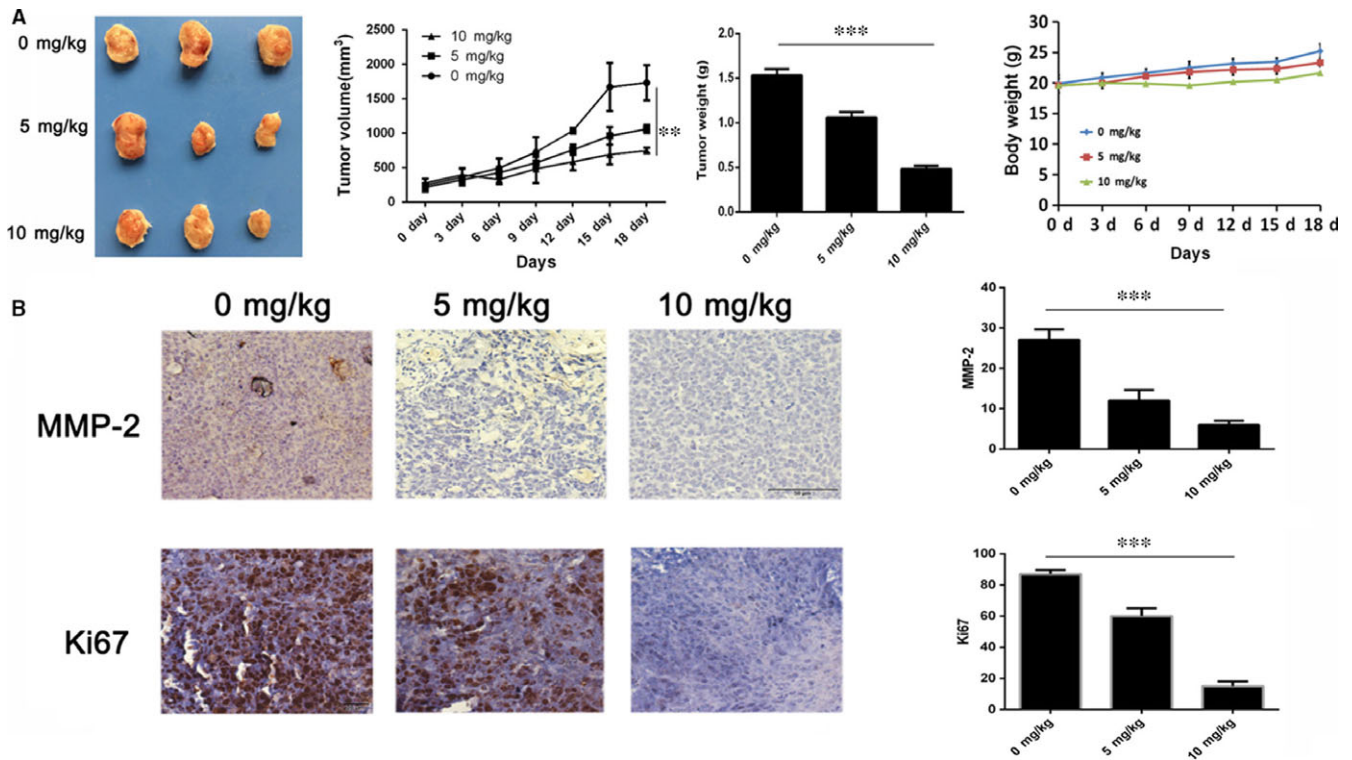 A
0 mg/kg
5 mg/kg
10 mg/kg
Tumor volume(mm3)
2500
2000
1500
1000
500
0
10 mg/kg
5 mg/kg
0 mg/kg
**
0 day
3 day
6 day
9 day
12 day
15 day
18 day
Days
Tumor weight (g)
2.0
1.5
1.0
0.5
0.0
***
0 mg/kg
5 mg/kg
10 mg/kg
Body weight (g)
30
25
20
15
10
5
0
0 mg/kg
5 mg/kg
10 mg/kg
0 d
3 d
6 d
9 d
12 d
15 d
18 d
Days
B
0 mg/kg
5 mg/kg
10 mg/kg
MMP-2
Ki67
MMP-2
40
30
20
10
0
***
0 mg/kg
5 mg/kg
10 mg/kg
Ki67
100
80
60
40
20
0
***
0 mg/kg
5 mg/kg
10 mg/kg